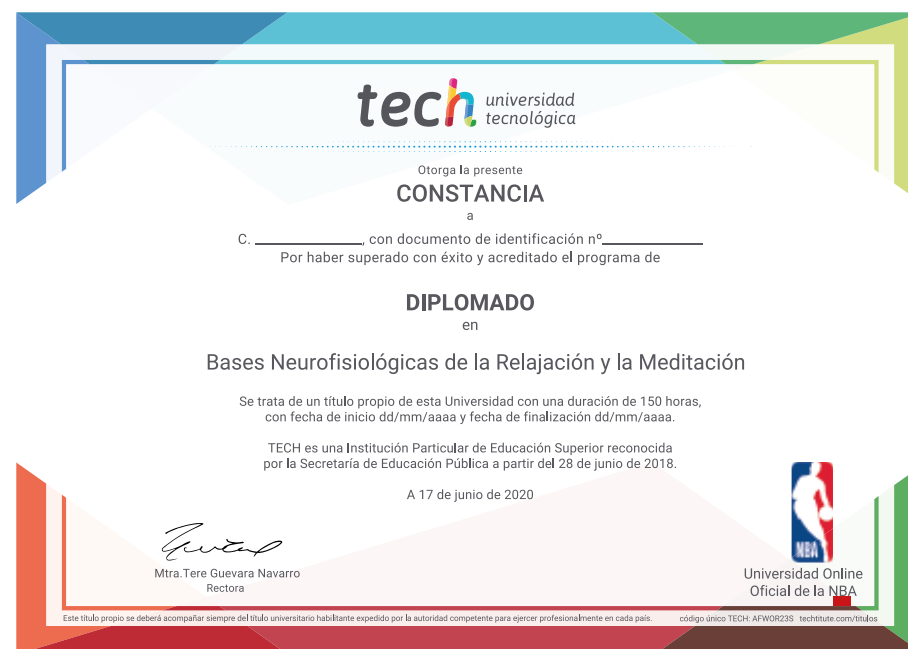 tech universidad
tecnológica
Otorga la presente
CONSTANCIA
a
C. ____________, con documento de identificación nº____________
Por haber superado con éxito y acreditado el programa de
DIPLOMADO
en
Bases Neurofisiológicas de la Relajación y la Meditación
Se trata de un título propio de esta Universidad con una duración de 150 horas,
con fecha de inicio dd/mm/aaaa y fecha de finalización dd/mm/aaaa.
TECH es una Institución Particular de Educación Superior reconocida
por la Secretaría de Educación Pública a partir del 28 de junio de 2018.
A 17 de junio de 2020
NBA
Mtra.Tere Guevara Navarro
Rectora
Universidad Online
Oficial de la NBA
Este título propio se deberá acompañar siempre del título universitario habilitante expedido por la autoridad competente para ejercer profesionalmente en cada país.
código único TECH: AFWOR23S techtitute.com/titulos